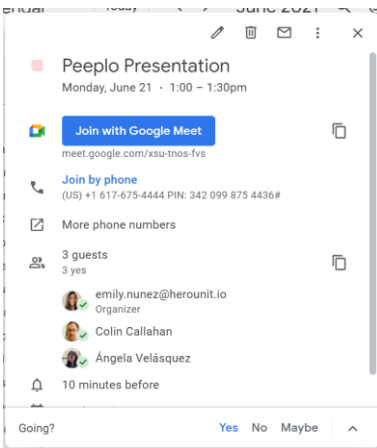 Today
June 2021
Peeplo Presentation
Monday, June 21 · 1:00 – 1:30pm
Join with Google Meet
meet.google.com/xsu-tnos-fvs
Join by phone
(US) +1 617-675-4444 PIN: 342 099 875 4436#
More phone numbers
3 guests
3 yes
emily.nunez@herounit.io
Organizer
Colin Callahan
Ángela Velásquez
10 minutes before
Going?
Yes No Maybe